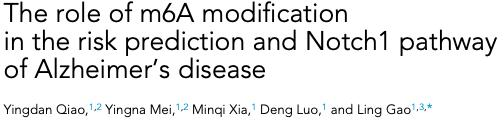 The role of m6A modification
in the risk prediction and Notch1 pathway
of Alzheimer’s disease
Yingdan Qiao,1,2 Yingna Mei,1,2 Minqi Xia,1 Deng Luo,1 and Ling Gao1,3,*